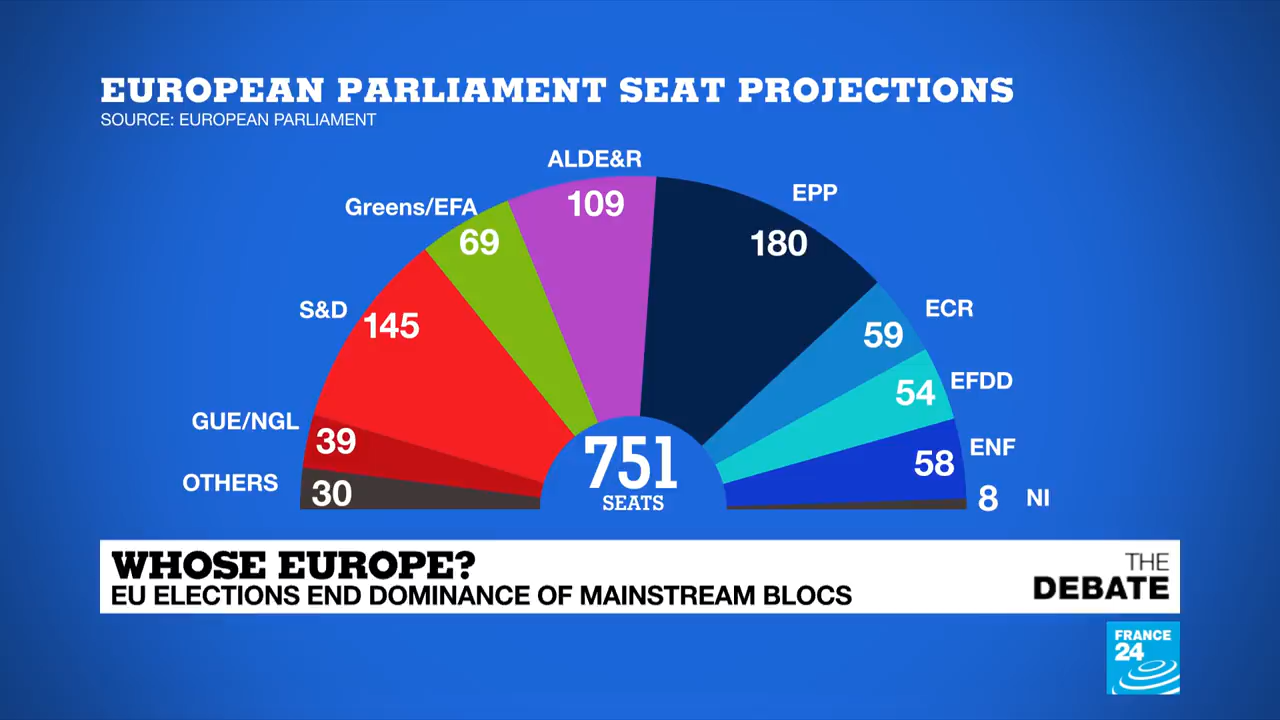 EUROPEAN PARLIAMENT SEAT PROJECTIONS
SOURCE: EUROPEAN PARLIAMENT
ALDE&R
109
EPP
180
Greens/EFA
69
S&D
145
ECR
59
EFDD
54
GUE/NGL
39
ENF
58
OTHERS
30
8 NI
751
SEATS
WHOSE EUROPE?
EU ELECTIONS END DOMINANCE OF MAINSTREAM BLOCS
THE
DEBATE
FRANCE
24